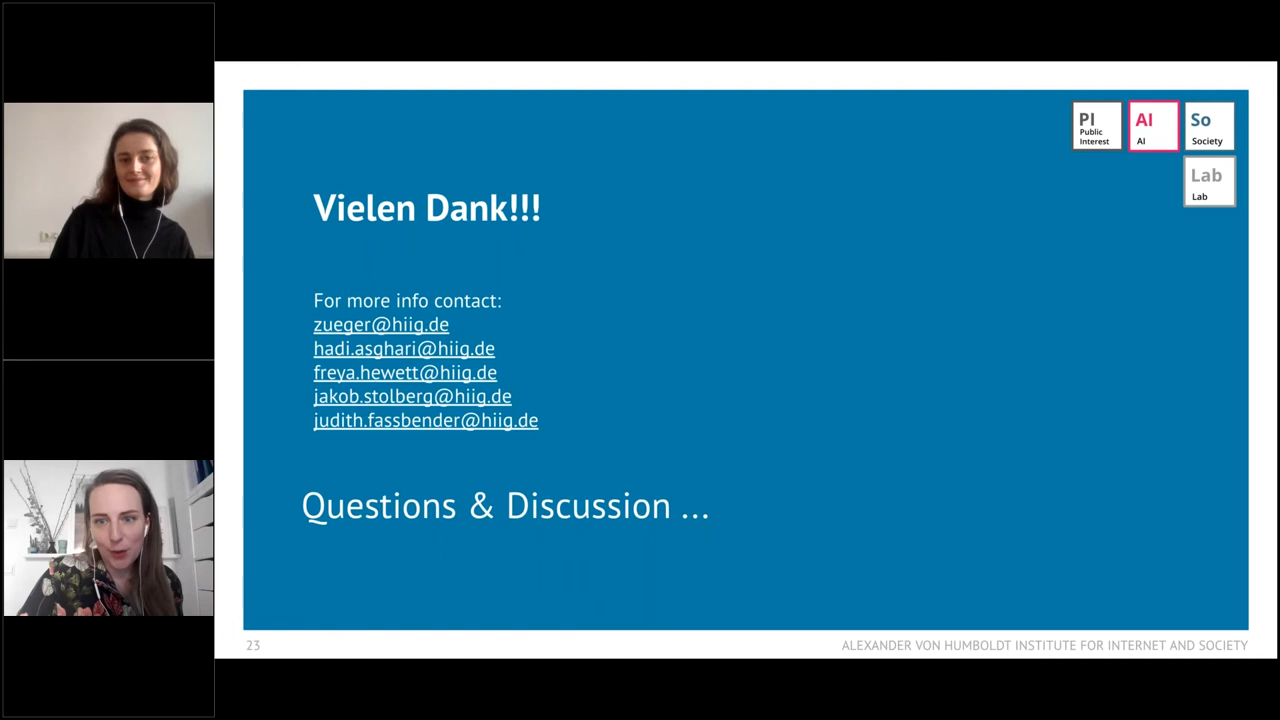 PI
Public
Interest
AI
AI
So
Society
Lab
Lab
Vielen Dank!!!
For more info contact:
zueger@hiig.de
hadi.asghari@hiig.de
freya.hewett@hiig.de
jakob.stolberg@hiig.de
judith.fassbender@hiig.de
Questions & Discussion ...
23
ALEXANDER VON HUMBOLDT INSTITUTE FOR INTERNET AND SOCIETY